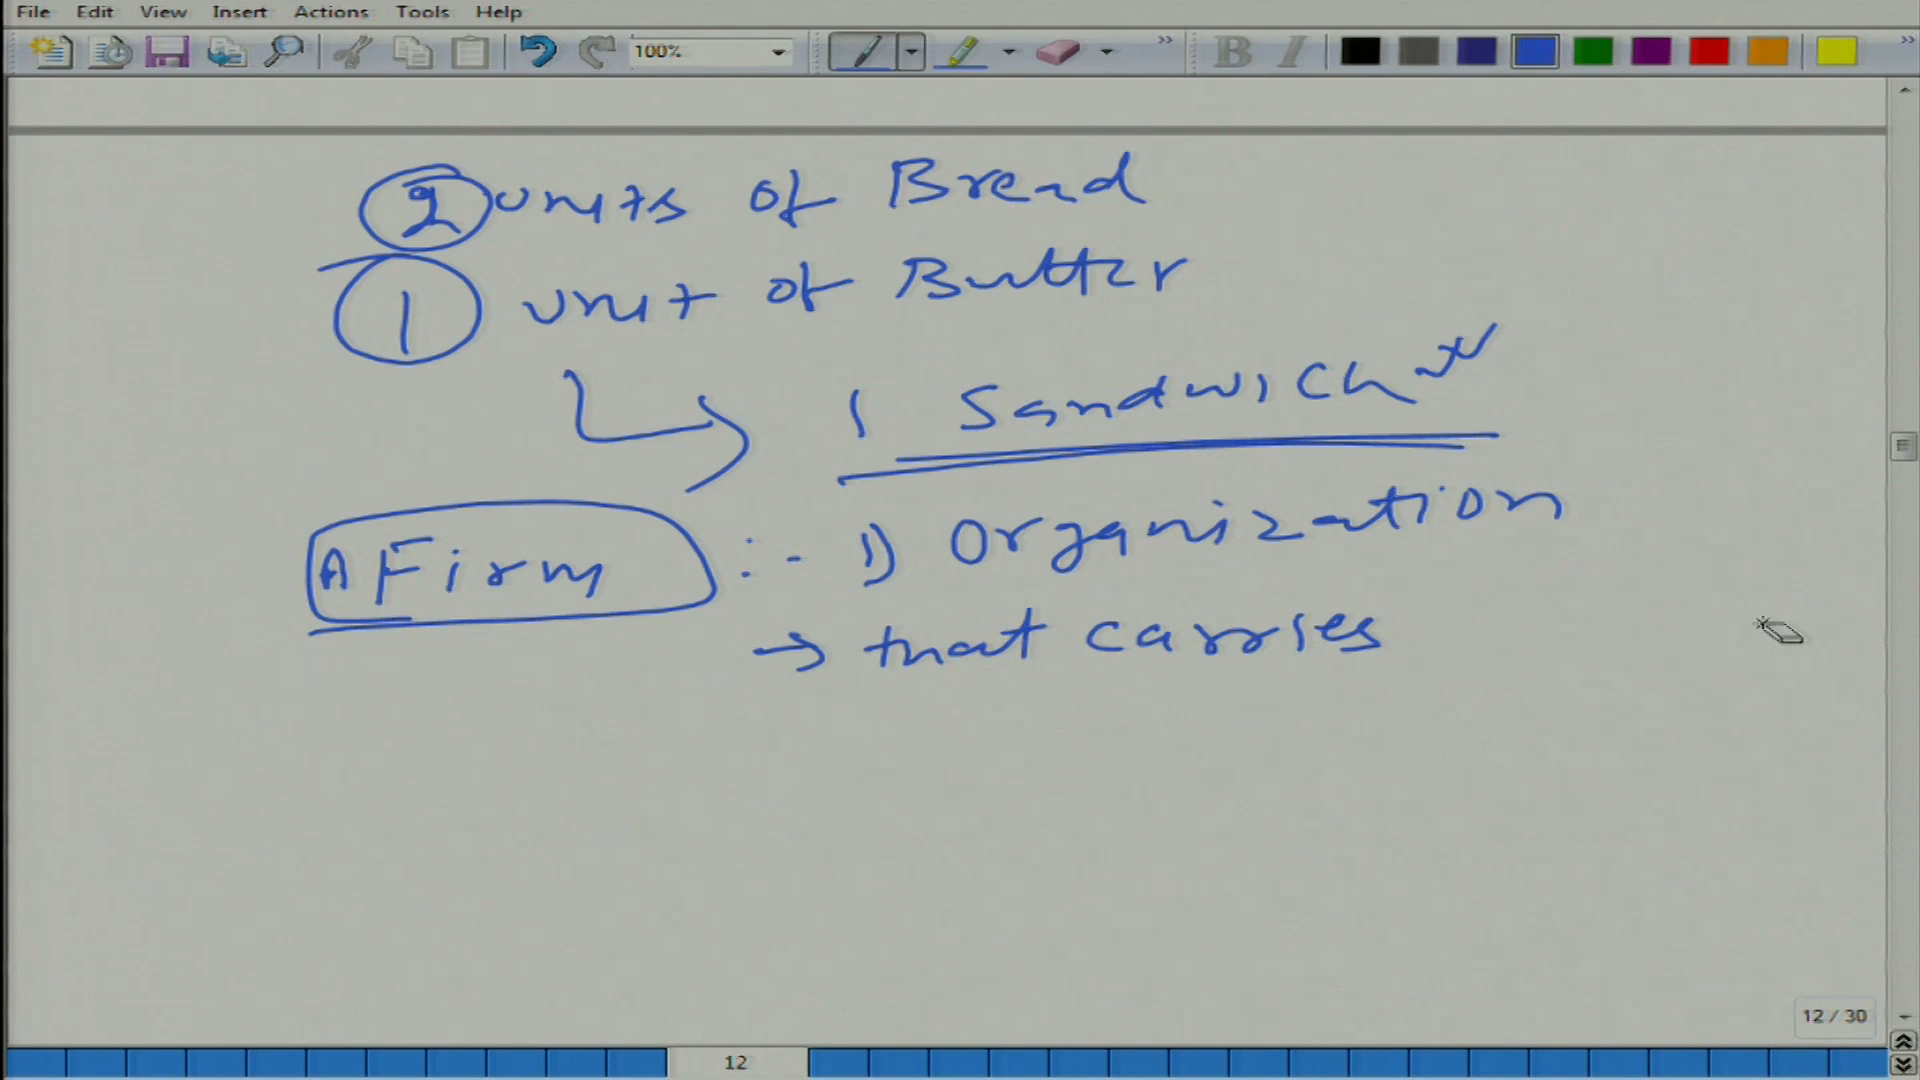 File Edit View Insert Actions Tools Help
100%
B I
2 units of Bread
1 unit of Butter
1 Sandwich
A Firm :- 1) Organization
→ that carries
12 / 30
12